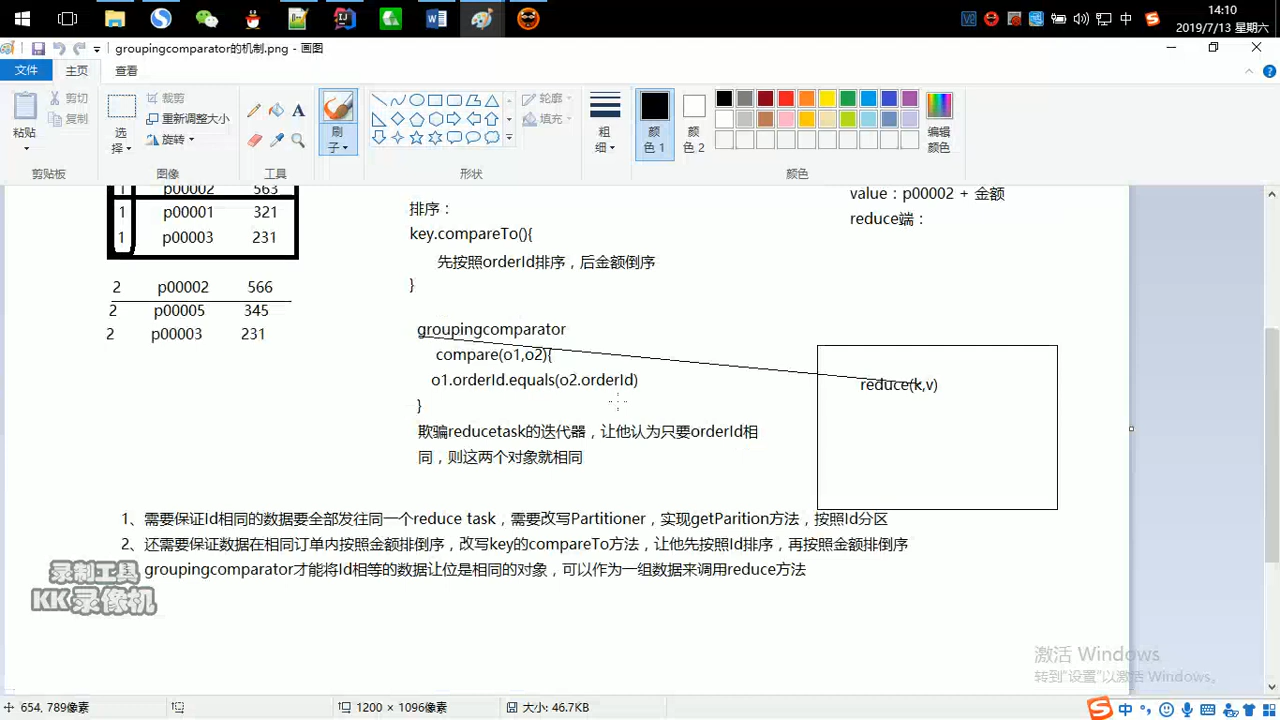 14:10
2019/7/13 星期六
groupingcomparator的机制.png - 画图
文件 主页 查看
粘贴
剪切
复制
选择
裁剪
重新调整大小
旋转
刷子
轮廓
填充
粗细
颜色 1
颜色 2
编辑颜色
剪贴板 图像 工具 形状 颜色
1 p00002 563
1 p00001 321
1 p00003 231
2 p00002 566
2 p00005 345
2 p00003 231
排序：
key.compareTo(){
先按照orderId排序，后金额倒序
}
value：p00002 + 金额
reduce端：
groupingcomparator
compare(o1,o2){
o1.orderId.equals(o2.orderId)
}
欺骗reducetask的迭代器，让他认为只要orderId相
同，则这两个对象就相同
reduce(k,v)
1、需要保证Id相同的数据要全部发往同一个reduce task，需要改写Partitioner，实现getParition方法，按照Id分区
2、还需要保证数据在相同订单内按照金额排倒序，改写key的compareTo方法，让他先按照Id排序，再按照金额排倒序
groupingcomparator才能将Id相等的数据让位是相同的对象，可以作为一组数据来调用reduce方法
录制工具
KK 录像机
激活 Windows
转到"设置"以激活 Windows。
654, 789像素
1200 × 1096像素
大小: 46.7KB
中